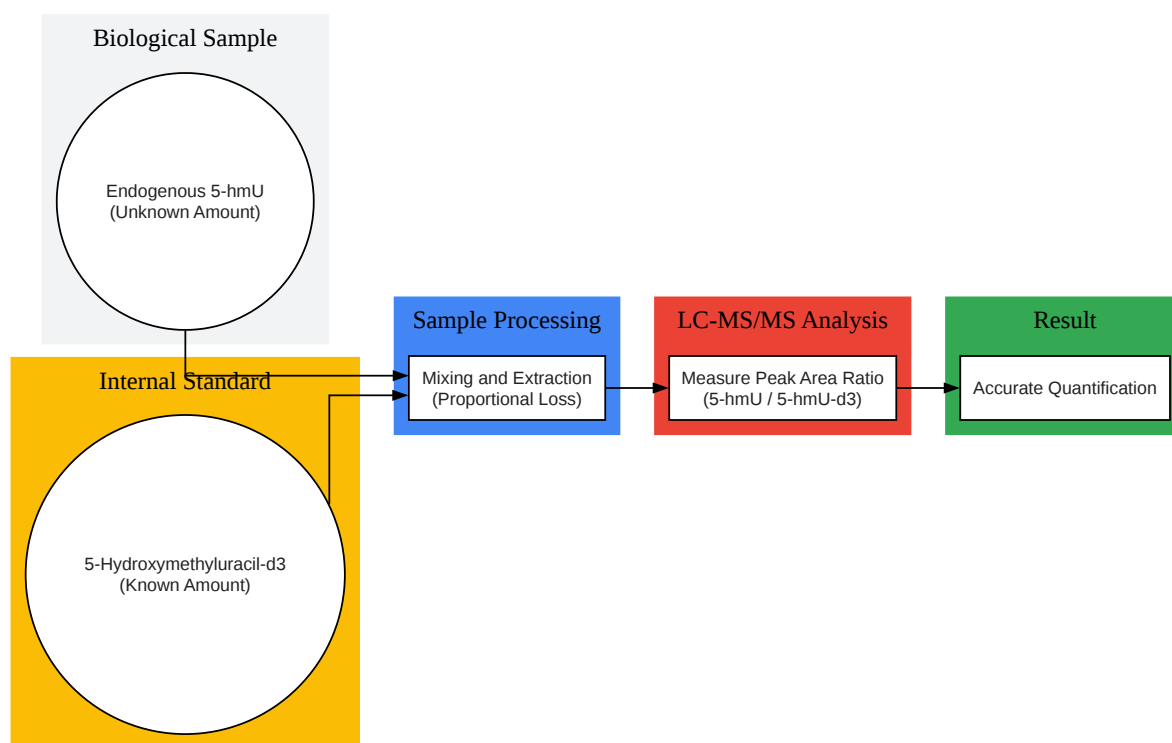 Biological Sample
Endogenous 5-hmU
(Unknown Amount)
Internal Standard
5-Hydroxymethyluracil-d3
(Known Amount)
Sample Processing
Mixing and Extraction
(Proportional Loss)
LC-MS/MS Analysis
Measure Peak Area Ratio
(5-hmU / 5-hmU-d3)
Result
Accurate Quantification